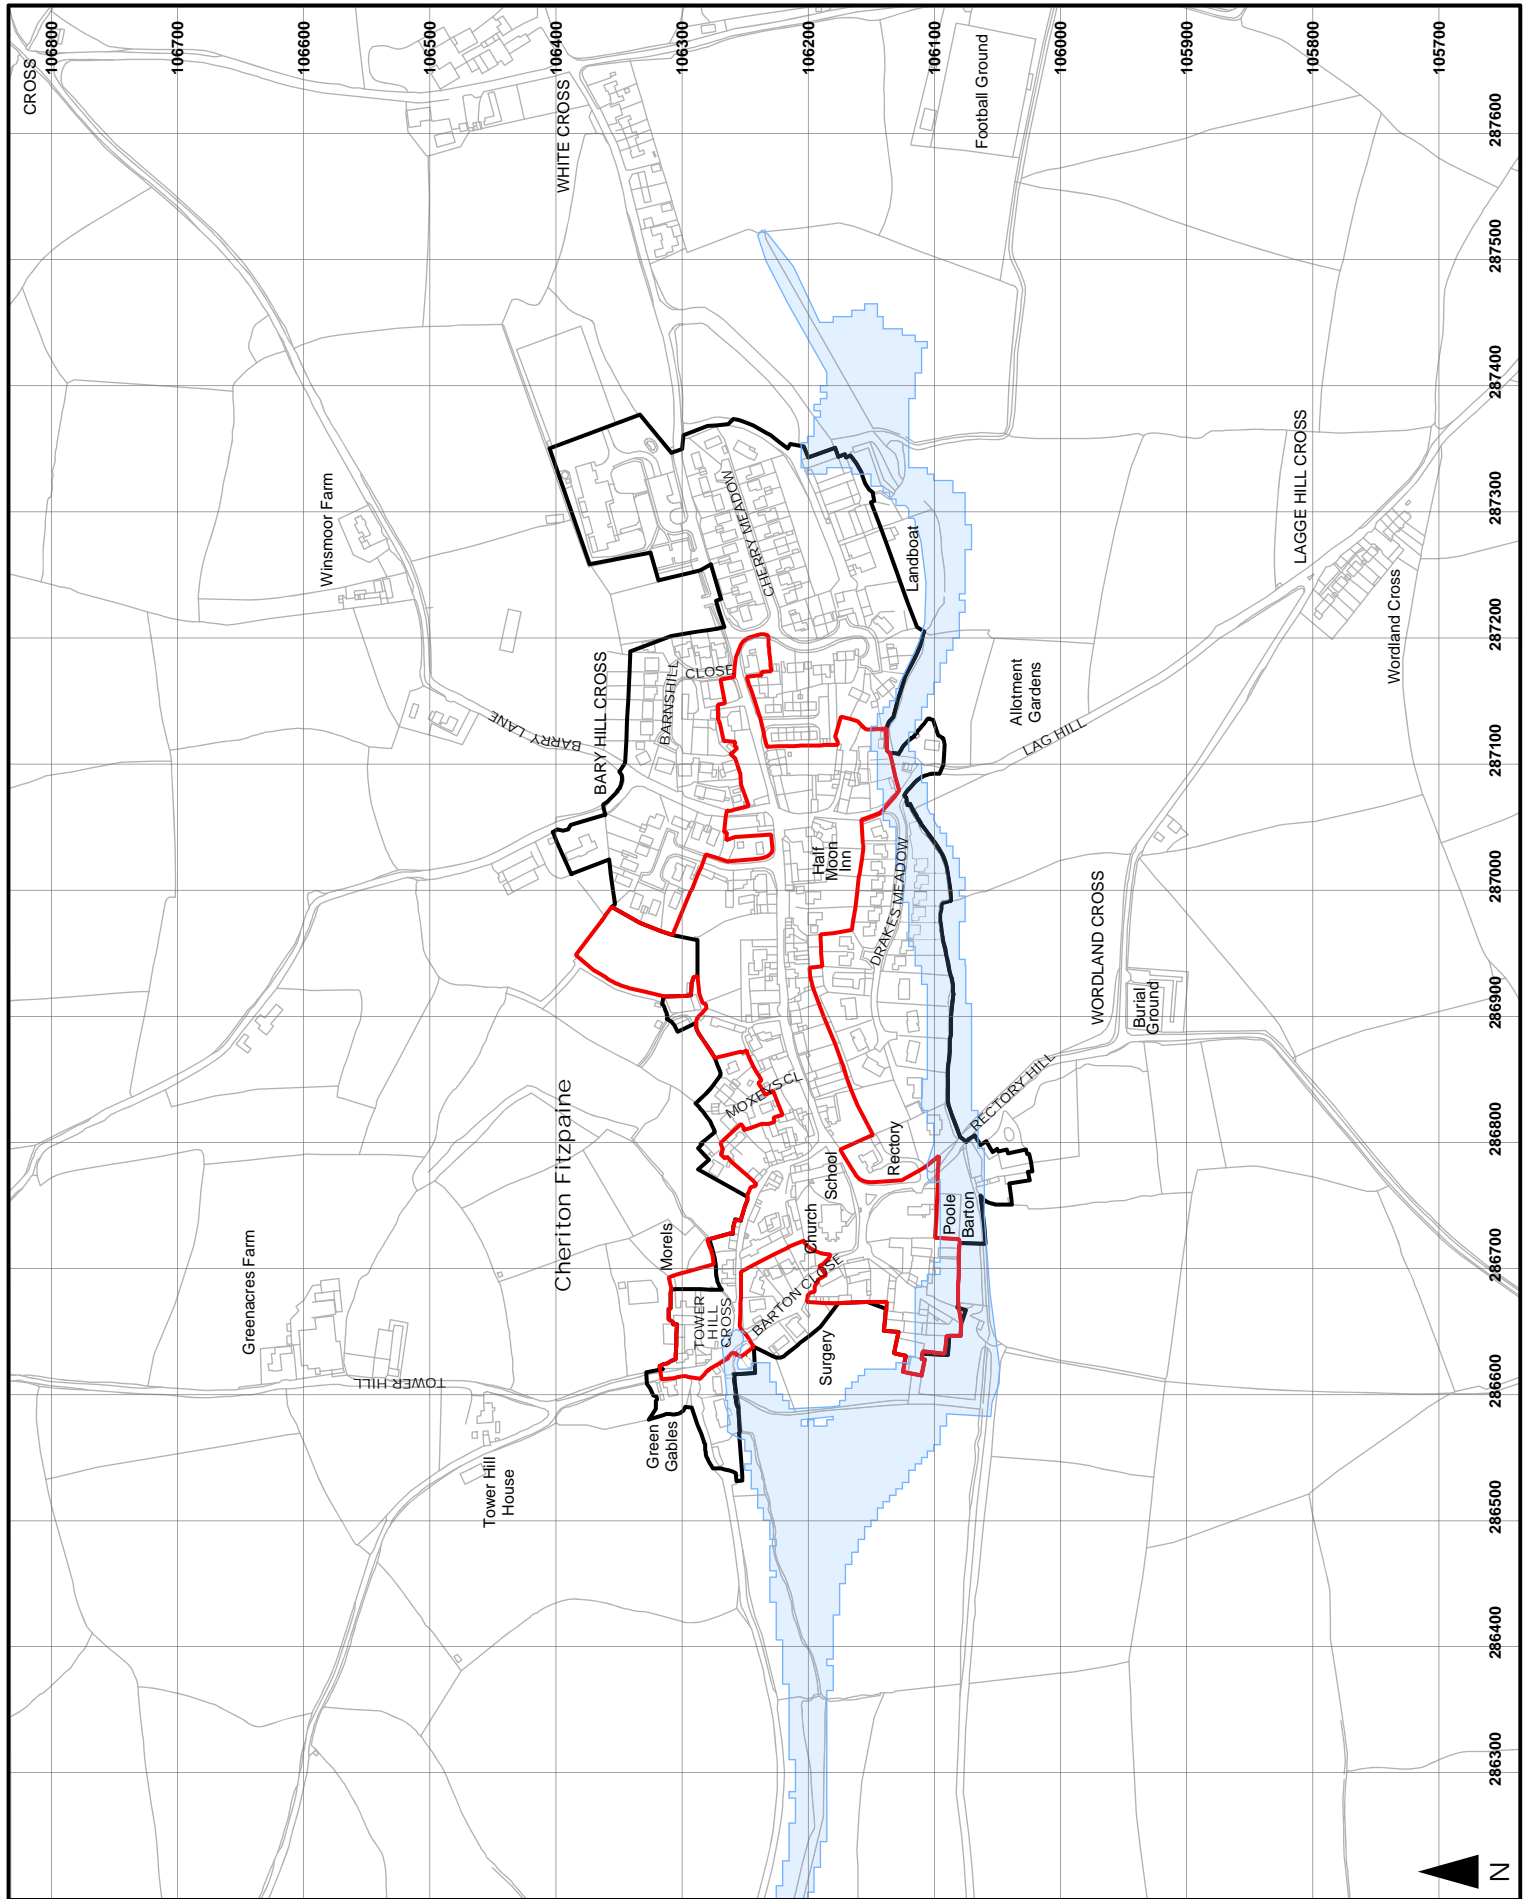 CROSS
106800
106700
106600
106500
106400
106300
106200
106100
106000
105900
105800
105700
287600
287500
287400
287300
287200
287100
287000
286900
286800
286700
286600
286500
286400
286300
WHITE CROSS
Football Ground
Winsmoor Farm
CHERRY MEADOW
Landboat
LAGGE HILL CROSS
Wordland Cross
BARRY LANE
BARY HILL CROSS
BARNSHILL
CLOSE
Allotment
Gardens
LAG HILL
Half
Moon
Inn
DRAKES MEADOW
WORDLAND CROSS
Burial
Ground
Cheriton Fitzpaine
MOXEYS CL
RECTORY HILL
Rectory
School
Church
Poole
Barton
Greenacres Farm
Morels
TOWER
HILL
CROSS
BARTON CLOSE
Surgery
TOWER HILL
Green
Gables
Tower Hill
House
N